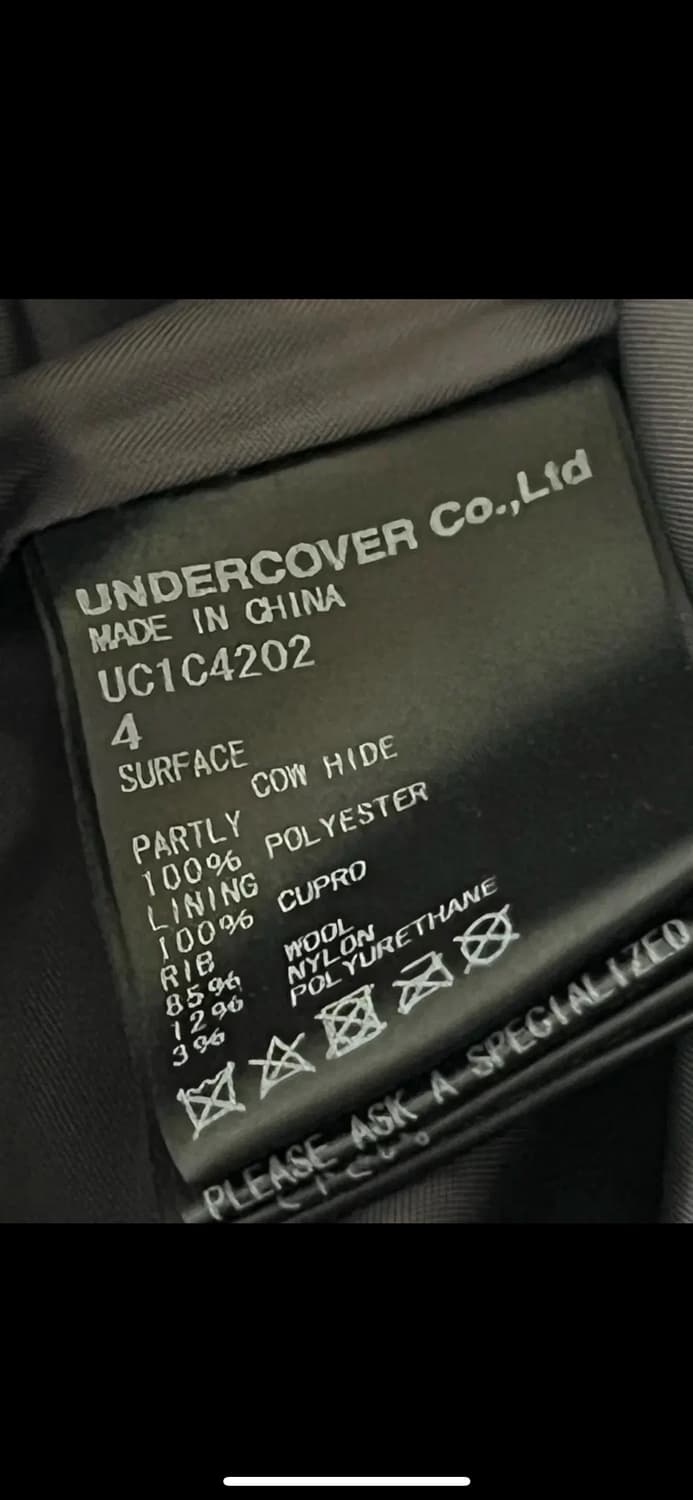 UNDERCOVER Co.,Ltd
MADE IN CHINA
UC1C4202
4
SURFACE
COW HIDE
PARTLY
100% POLYESTER
LINING
100% CUPRO
RIB
85% WOOL
12% NYLON
3% POLYURETHANE
PLEASE ASK A SPECIALIZED